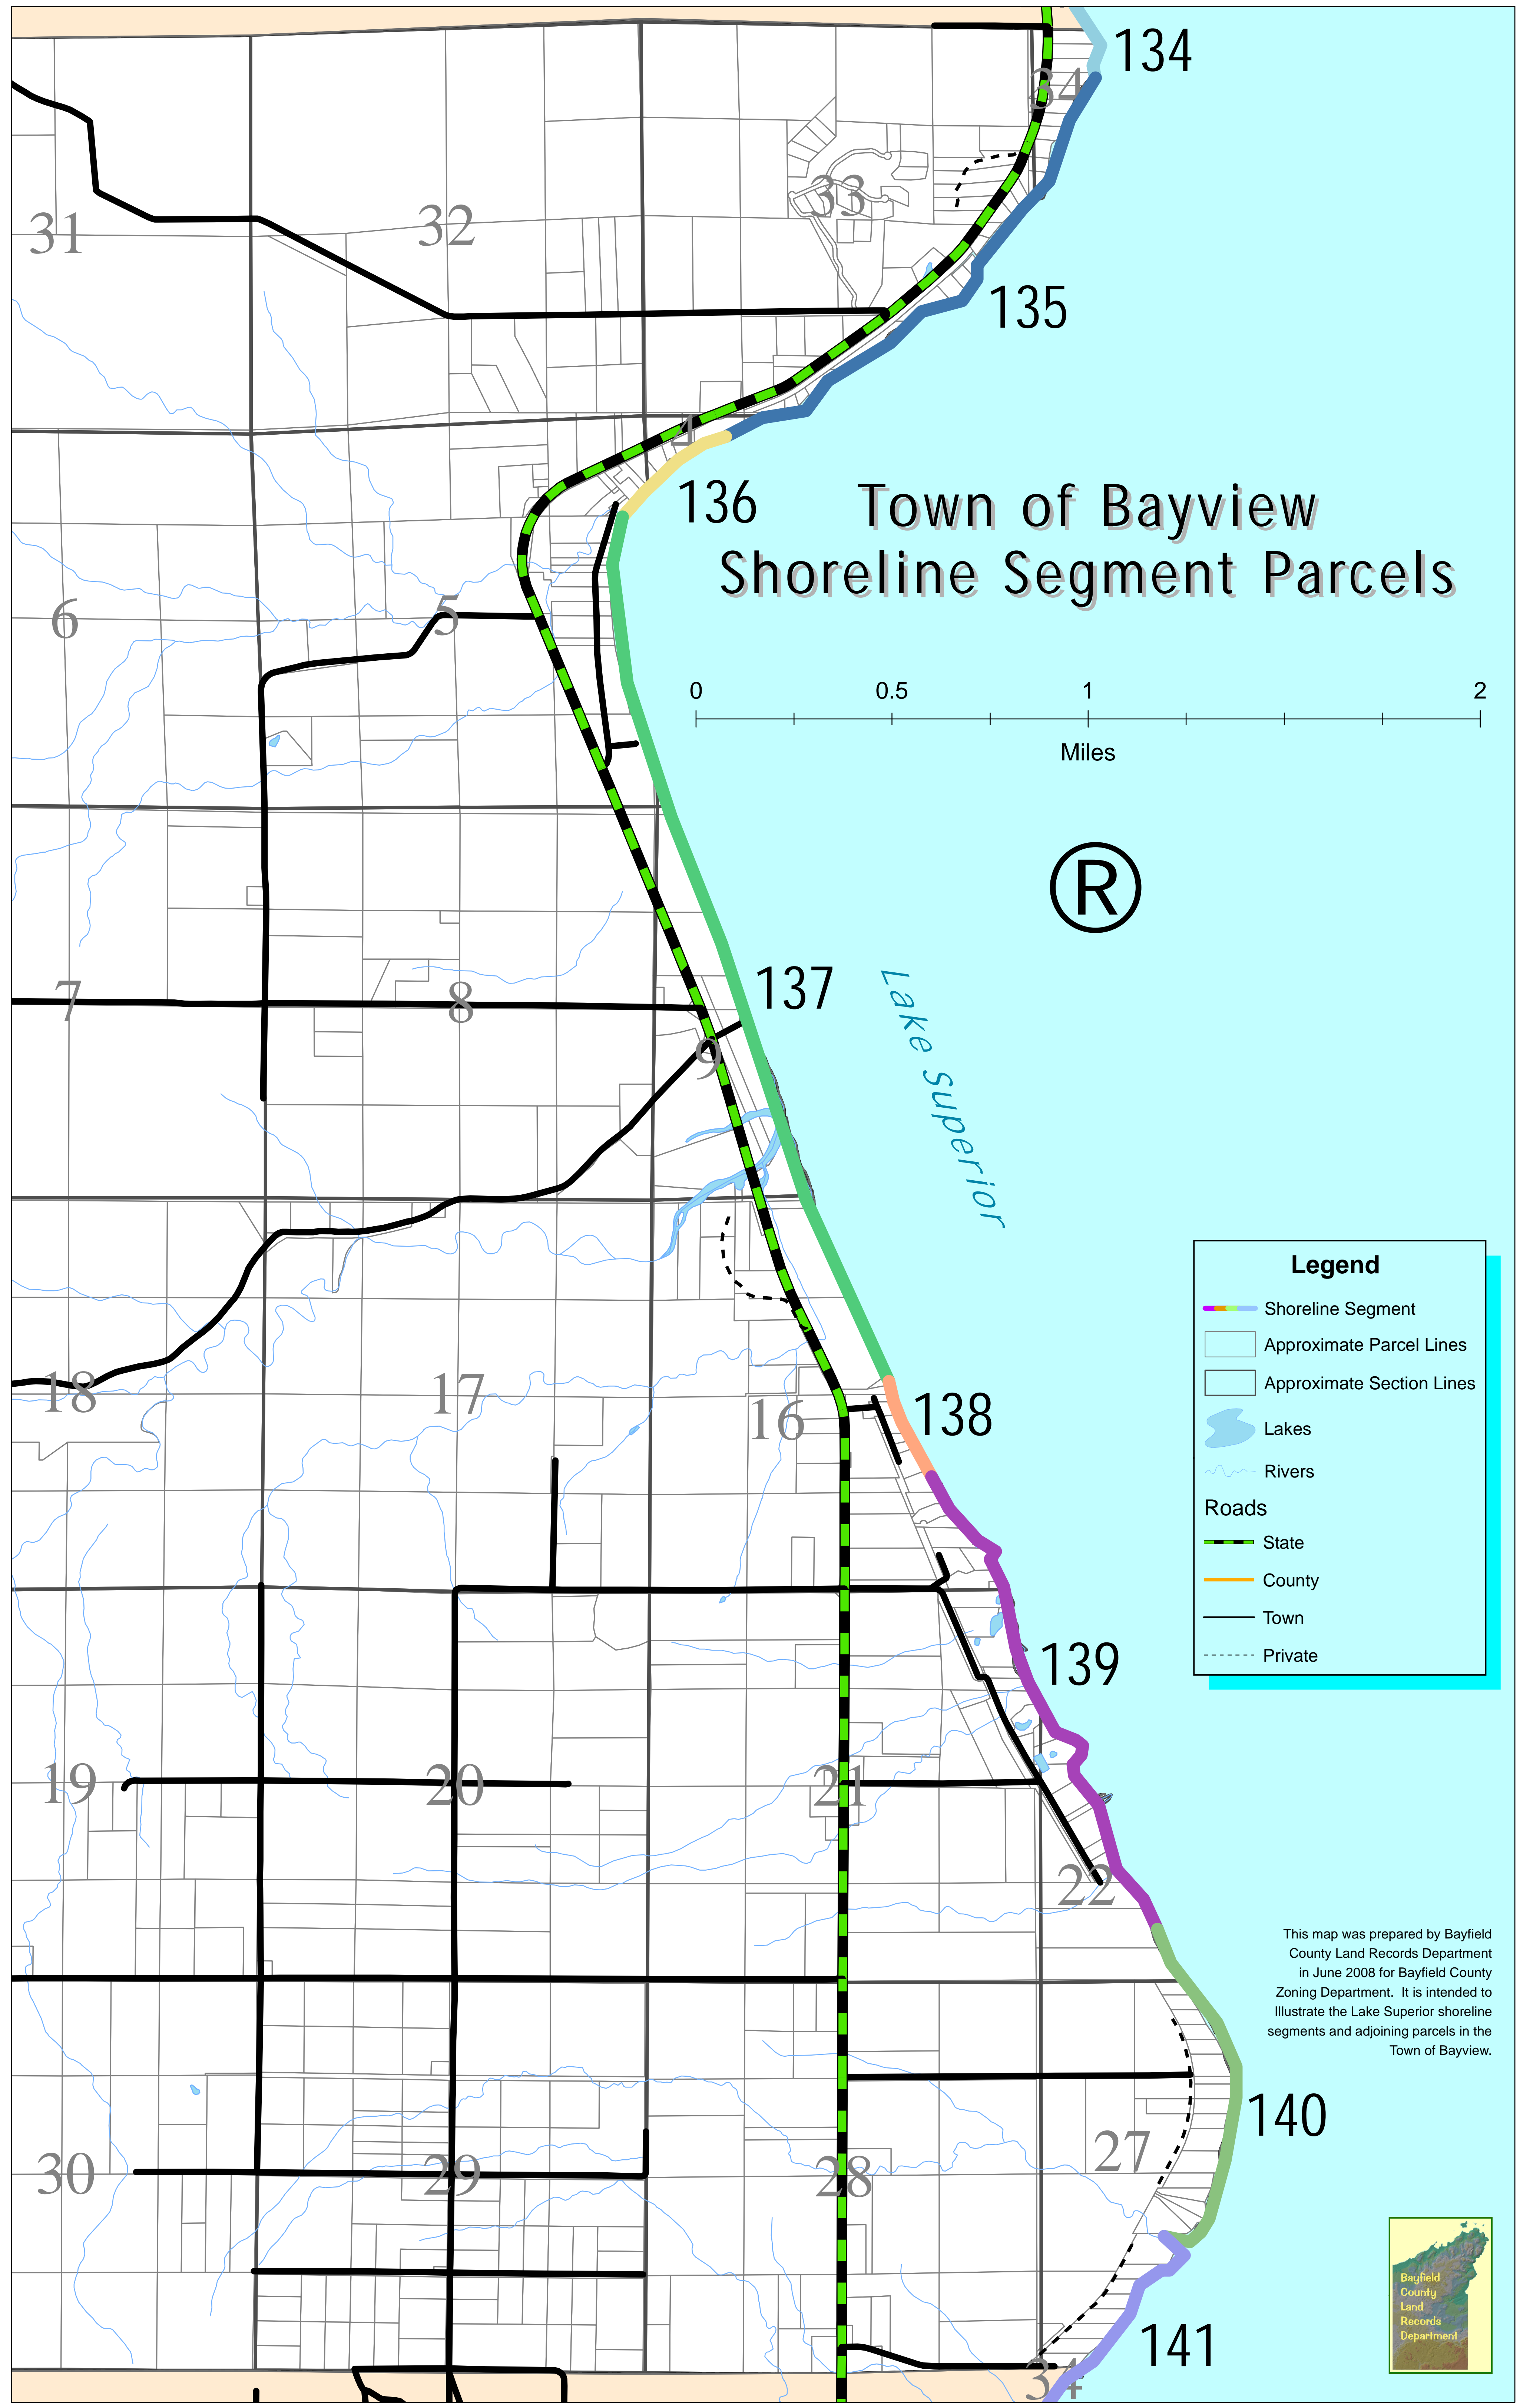 134
34
33
31
32
135
4
136
Town of Bayview
Shoreline Segment Parcels
6
5
0 0.5 1 2
Miles
®
137
Lake Superior
7
8
9
Legend
Shoreline Segment
Approximate Parcel Lines
Approximate Section Lines
Lakes
Rivers
Roads
State
County
Town
Private
18
17
16
138
139
19
20
21
22
This map was prepared by Bayfield
County Land Records Department
in June 2008 for Bayfield County
Zoning Department. It is intended to
Illustrate the Lake Superior shoreline
segments and adjoining parcels in the
Town of Bayview.
140
27
30
29
28
Bayfield
County
Land
Records
Department
141
34